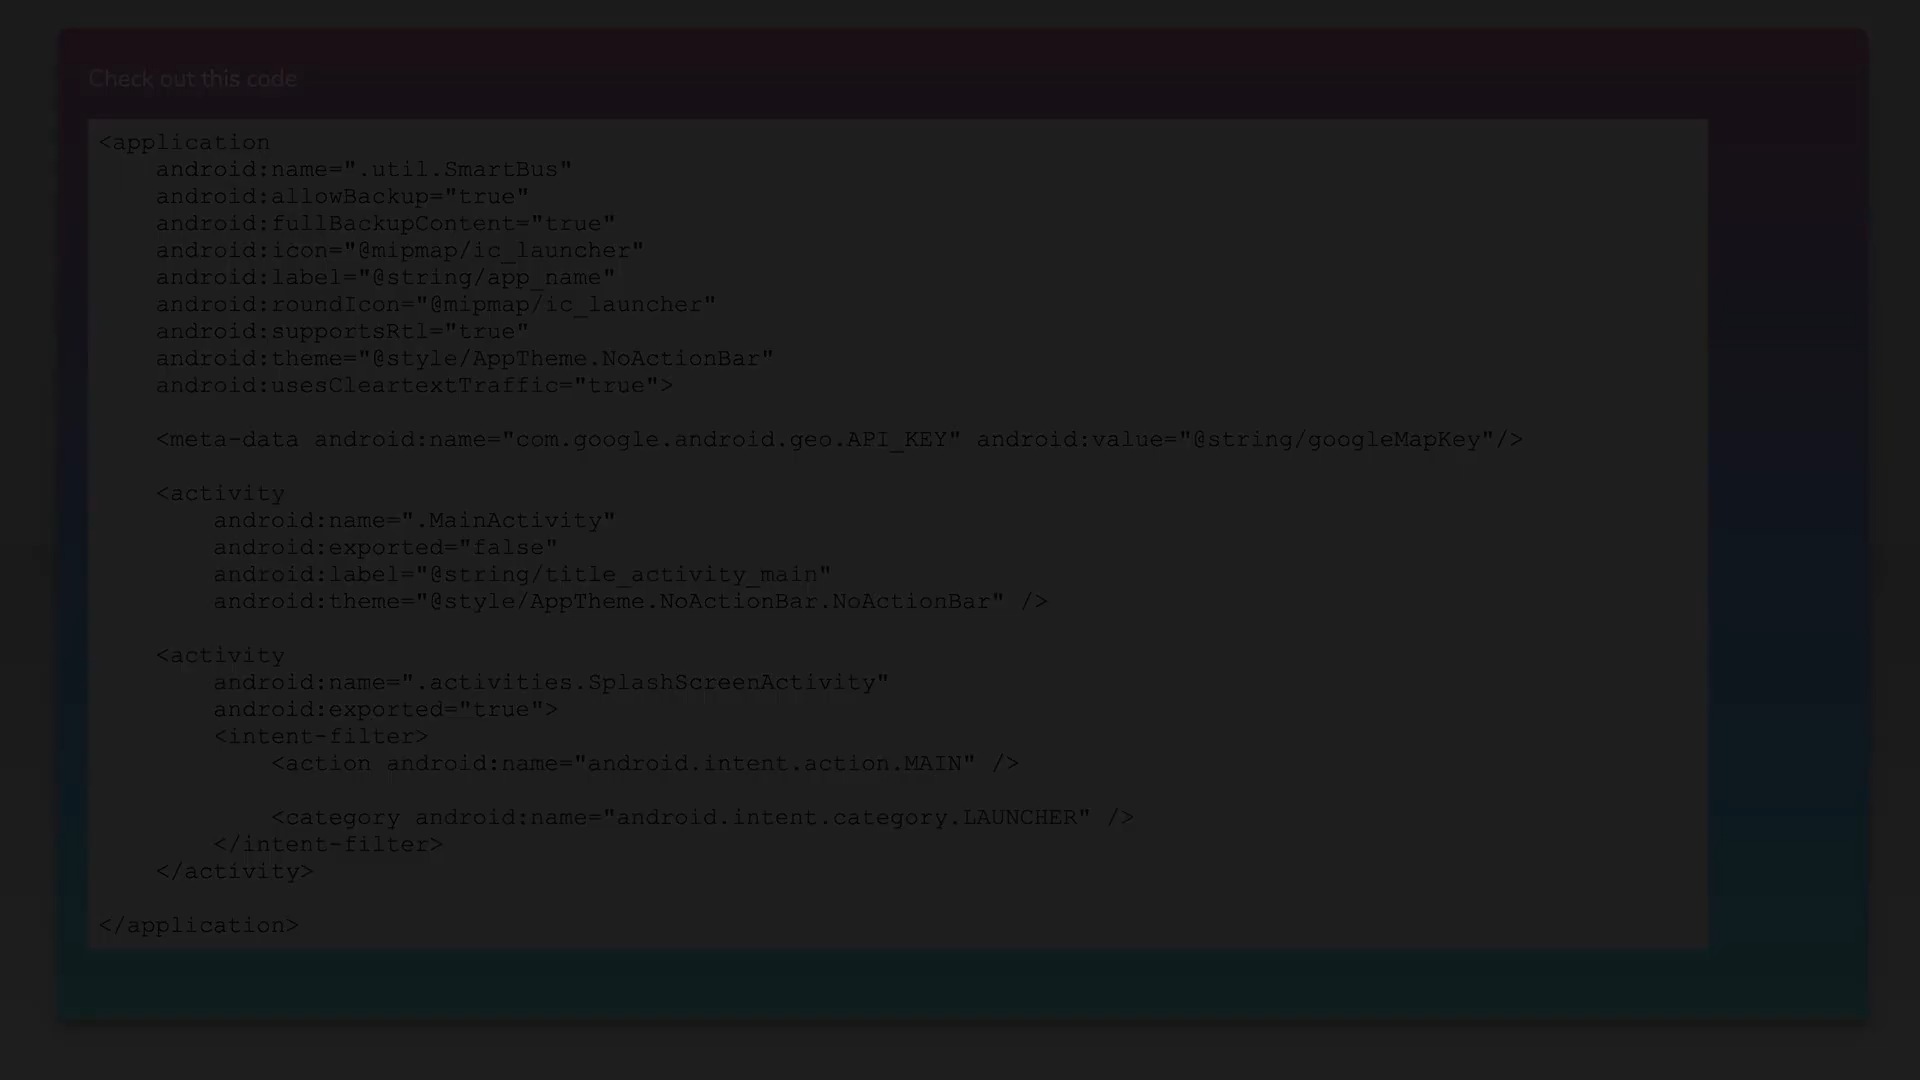 Check out this code
<application
    android:name=".util.SmartBus"
    android:allowBackup="true"
    android:fullBackupContent="true"
    android:icon="@mipmap/ic_launcher"
    android:label="@string/app_name"
    android:roundIcon="@mipmap/ic_launcher"
    android:supportsRtl="true"
    android:theme="@style/AppTheme.NoActionBar"
    android:usesCleartextTraffic="true">
    <meta-data android:name="com.google.android.geo.API_KEY" android:value="@string/googleMapKey"/>
    <activity
        android:name=".MainActivity"
        android:exported="false"
        android:label="@string/title_activity_main"
        android:theme="@style/AppTheme.NoActionBar.NoActionBar" />
    <activity
        android:name=".activities.SplashScreenActivity"
        android:exported="true">
        <intent-filter>
            <action android:name="android.intent.action.MAIN" />
            <category android:name="android.intent.category.LAUNCHER" />
        </intent-filter>
    </activity>
</application>